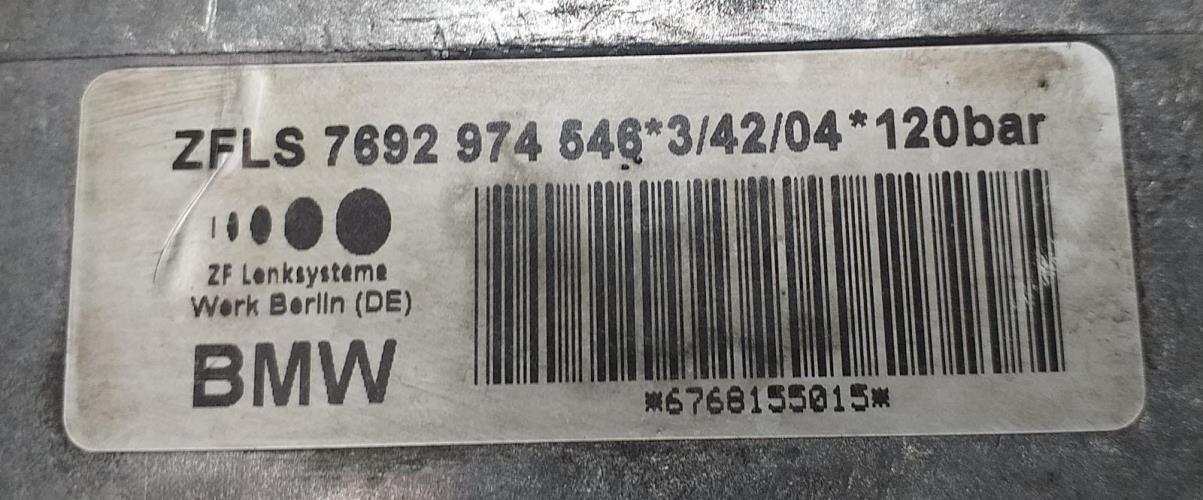 ZFLS 7692 974 546*3/42/04*120bar
ZF Lenksysteme
Werk Berlin (DE)
BMW
*6768155015*